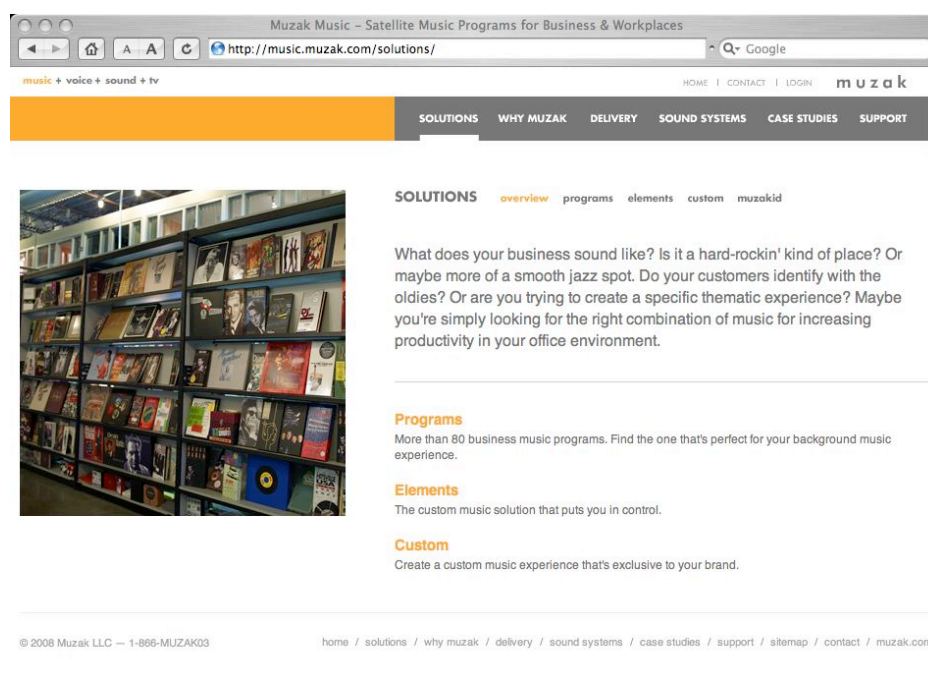 Muzak Music – Satellite Music Programs for Business & Workplaces
A A
http://music.muzak.com/solutions/
Google
music + voice + sound + tv
HOME | CONTACT | LOGIN
muzak
SOLUTIONS WHY MUZAK DELIVERY SOUND SYSTEMS CASE STUDIES SUPPORT
SOLUTIONS overview programs elements custom muzakid
What does your business sound like? Is it a hard-rockin' kind of place? Or
maybe more of a smooth jazz spot. Do your customers identify with the
oldies? Or are you trying to create a specific thematic experience? Maybe
you're simply looking for the right combination of music for increasing
productivity in your office environment.
Programs
More than 80 business music programs. Find the one that's perfect for your background music
experience.
Elements
The custom music solution that puts you in control.
Custom
Create a custom music experience that's exclusive to your brand.
© 2008 Muzak LLC — 1-866-MUZAK03
home / solutions / why muzak / delivery / sound systems / case studies / support / sitemap / contact / muzak.com